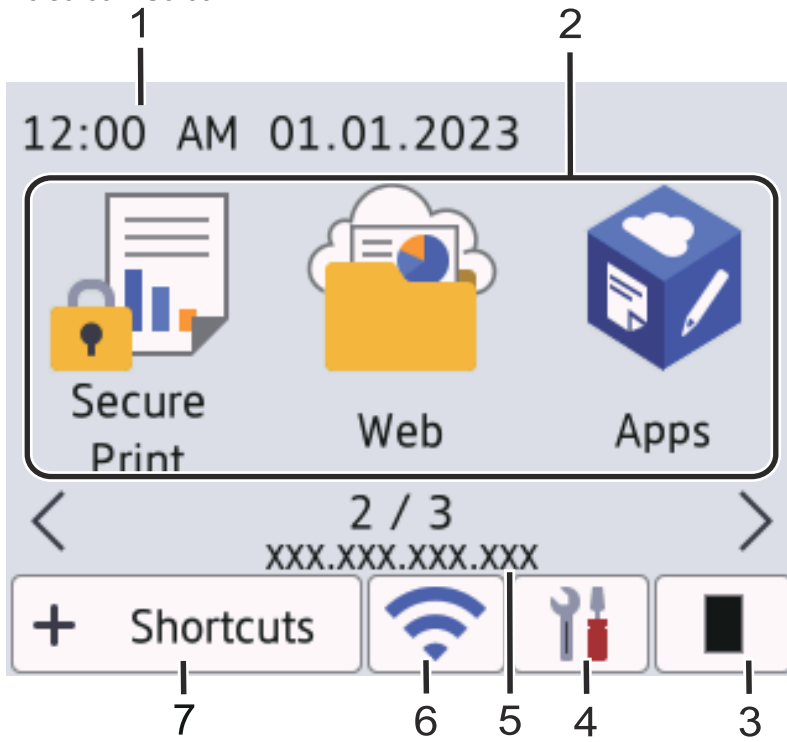 1
2
12:00 AM 01.01.2023
Secure
Print
Web
Apps
2 / 3
XXX.XXX.XXX.XXX
+ Shortcuts
7
6
5
4
3